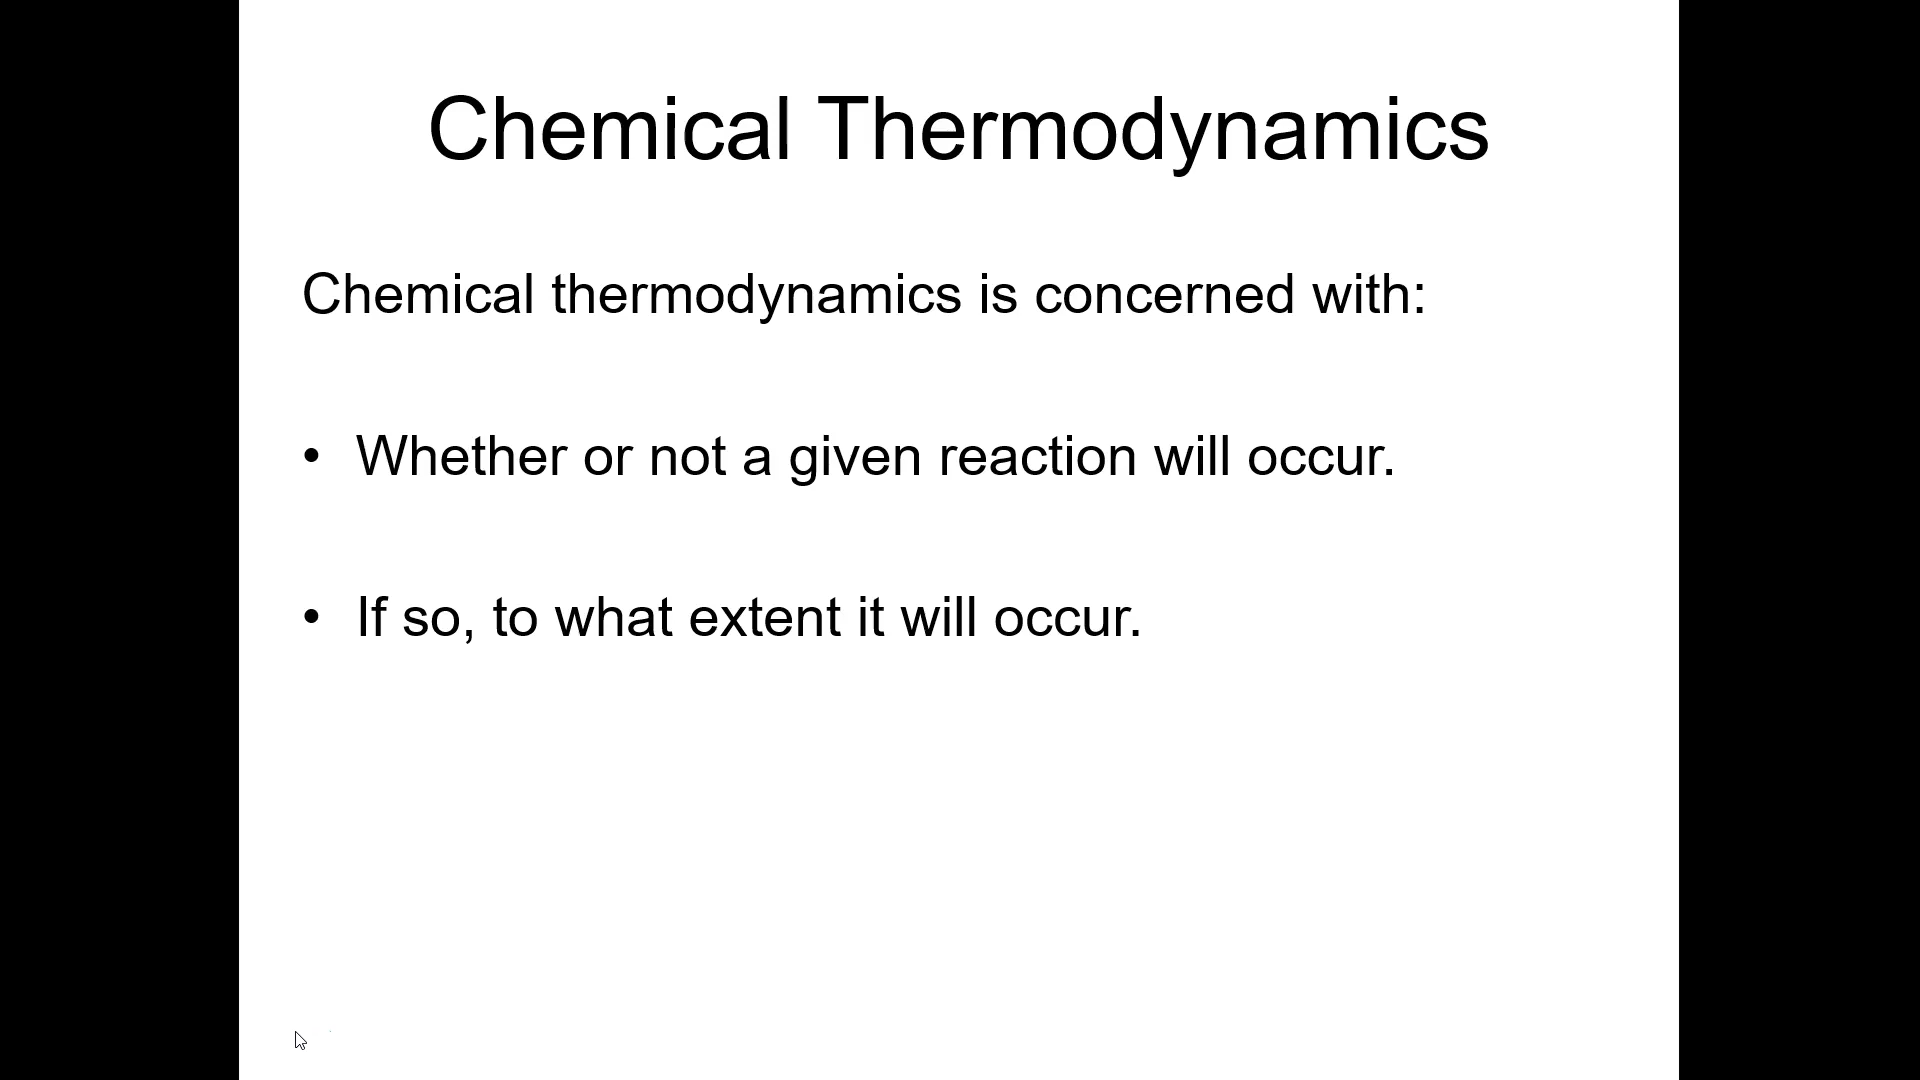 Chemical Thermodynamics
Chemical thermodynamics is concerned with:
• Whether or not a given reaction will occur.
• If so, to what extent it will occur.